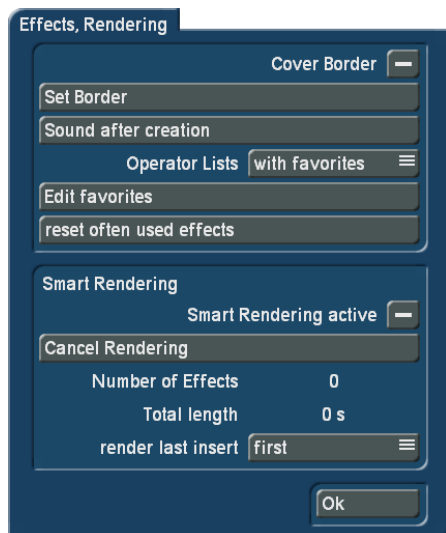 Effects, Rendering
Cover Border
Set Border
Sound after creation
Operator Lists with favorites
Edit favorites
reset often used effects
Smart Rendering
Smart Rendering active
Cancel Rendering
Number of Effects 0
Total length 0 s
render last insert first
Ok